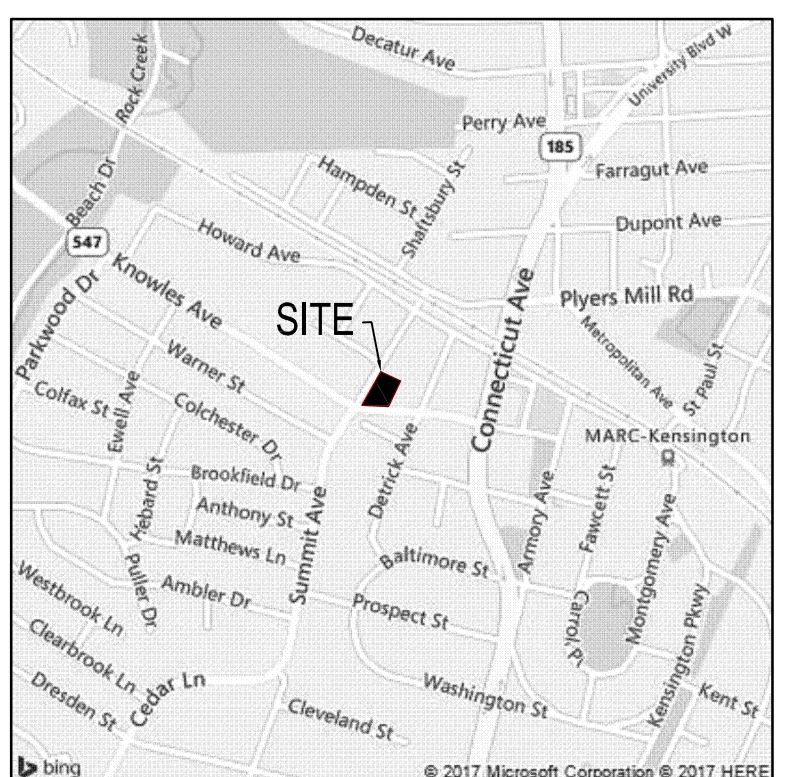 Decatur Ave
University Blvd W
Rock Creek
Perry Ave
185
Farragut Ave
Hampden St
Shaftsbury St
Beach Dr
Dupont Ave
547
Howard Ave
Knowles Ave
Parkwood Dr
Plyers Mill Rd
SITE
Connecticut Ave
Metropolitan Ave
St Paul St
Warner St
Colfax St
Ewell Ave
Colchester Dr
MARC-Kensington
Detrick Ave
Brookfield Dr
Hebard St
Anthony St
Summit Ave
Armory Ave
Fawcett St
Montgomery Ave
Matthews Ln
Baltimore St
Puller Dr
Ambler Dr
Westbrook Ln
Prospect St
Carrol Pl
Kensington Pkwy
Clearbrook Ln
Cedar Ln
Dresden St
Washington St
Kent St
Cleveland St
bing
© 2017 Microsoft Corporation © 2017 HERE